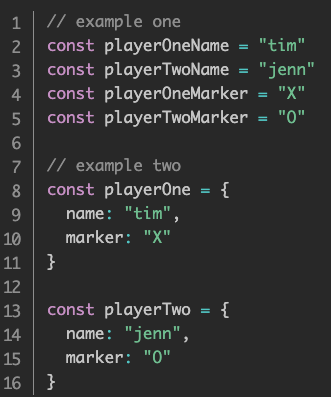 1 // example one
2 const playerOneName = "tim"
3 const playerTwoName = "jenn"
4 const playerOneMarker = "X"
5 const playerTwoMarker = "O"
6
7 // example two
8 const playerOne = {
9   name: "tim",
10   marker: "X"
11 }
12
13 const playerTwo = {
14   name: "jenn",
15   marker: "O"
16 }